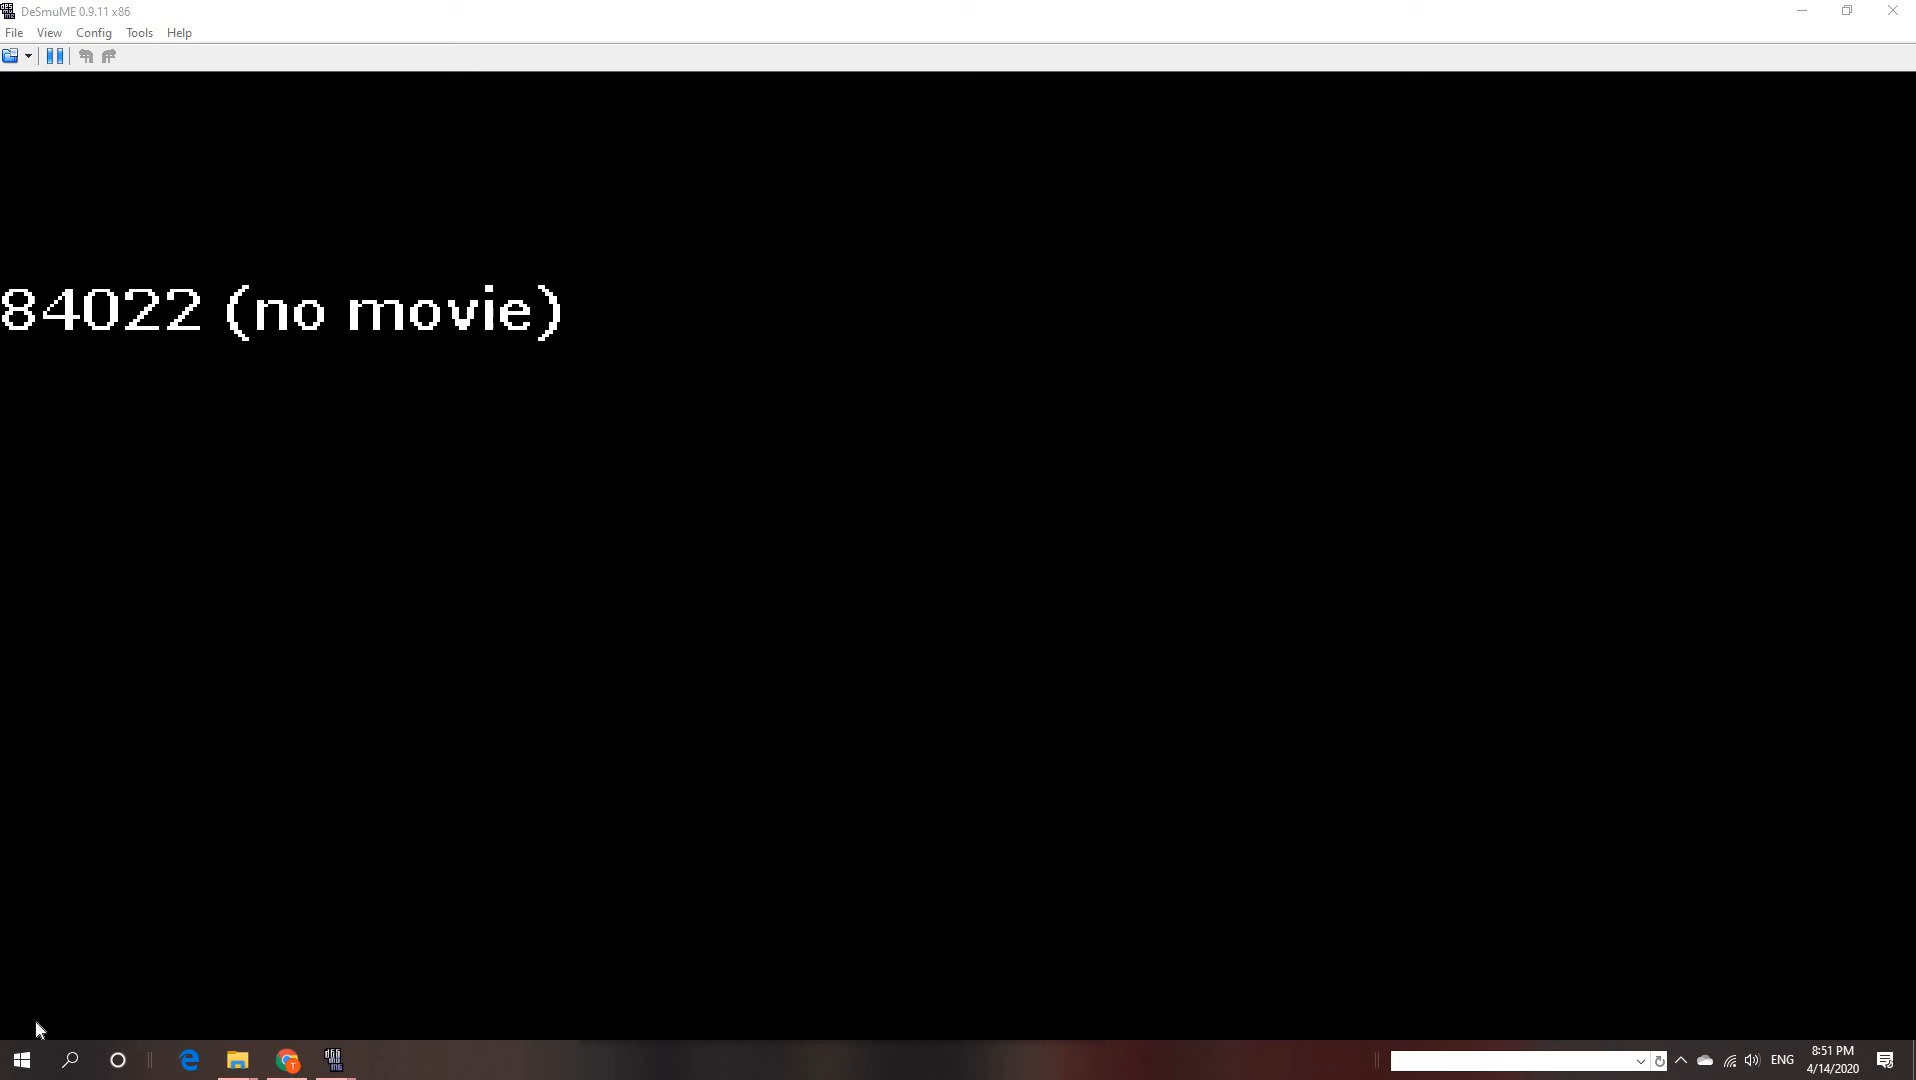 DeSmuME 0.9.11 x86
File View Config Tools Help
84022 (no movie)
ENG
8:51 PM
4/14/2020